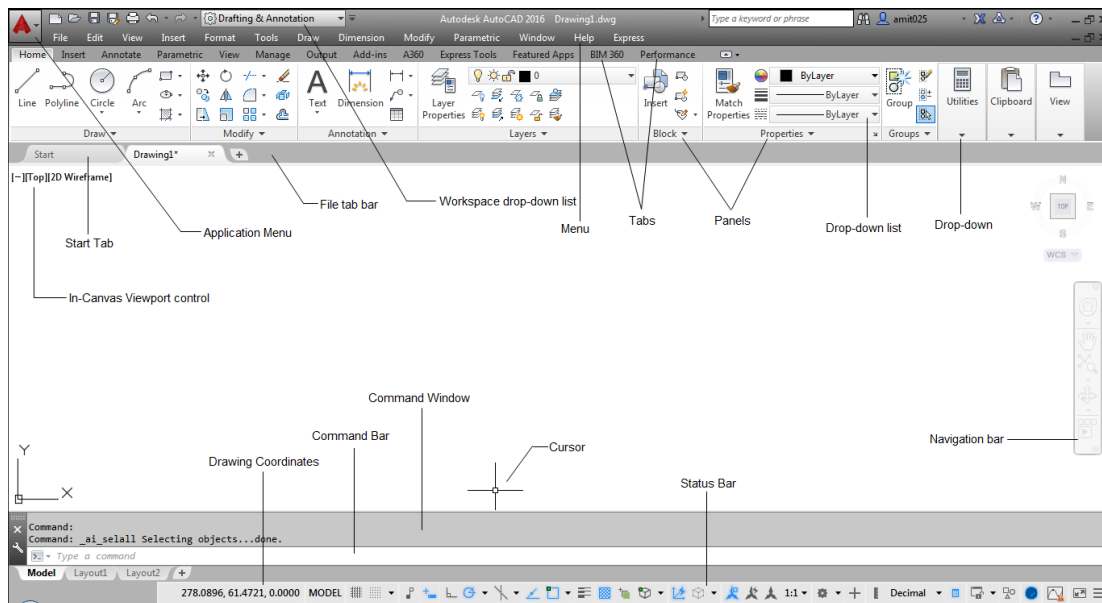 Drafting & Annotation Autodesk AutoCAD 2016 Drawing1.dwg Type a keyword or phrase amit025
File Edit View Insert Format Tools Draw Dimension Modify Parametric Window Help Express
Home Insert Annotate Parametric View Manage Output Add-ins A360 Express Tools Featured Apps BIM 360 Performance
0 ByLayer
Line Polyline Circle Arc Text Dimension Layer Properties Insert Match Properties ByLayer Group Utilities Clipboard View
ByLayer
Draw Modify Annotation Layers Block Properties Groups
Start Drawing1*
[−][Top][2D Wireframe]
N
W TOP E
S
WCS
File tab bar
Workspace drop-down list
Menu
Tabs
Panels
Drop-down list
Drop-down
Start Tab
Application Menu
In-Canvas Viewport control
Command Window
Command Bar
Drawing Coordinates
Cursor
Status Bar
Navigation bar
Y
X
Command:
Command: _ai_selall Selecting objects...done.
Type a command
Model Layout1 Layout2
278.0896, 61.4721, 0.0000 MODEL 1:1 Decimal